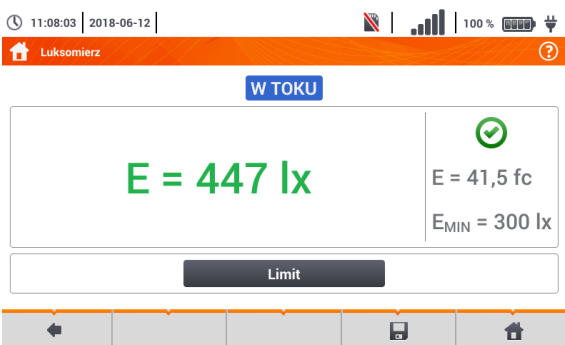 11:08:03 2018-06-12 100 %
Luksomierz ?
W TOKU
E = 447 lx
E = 41,5 fc
EMIN = 300 lx
Limit